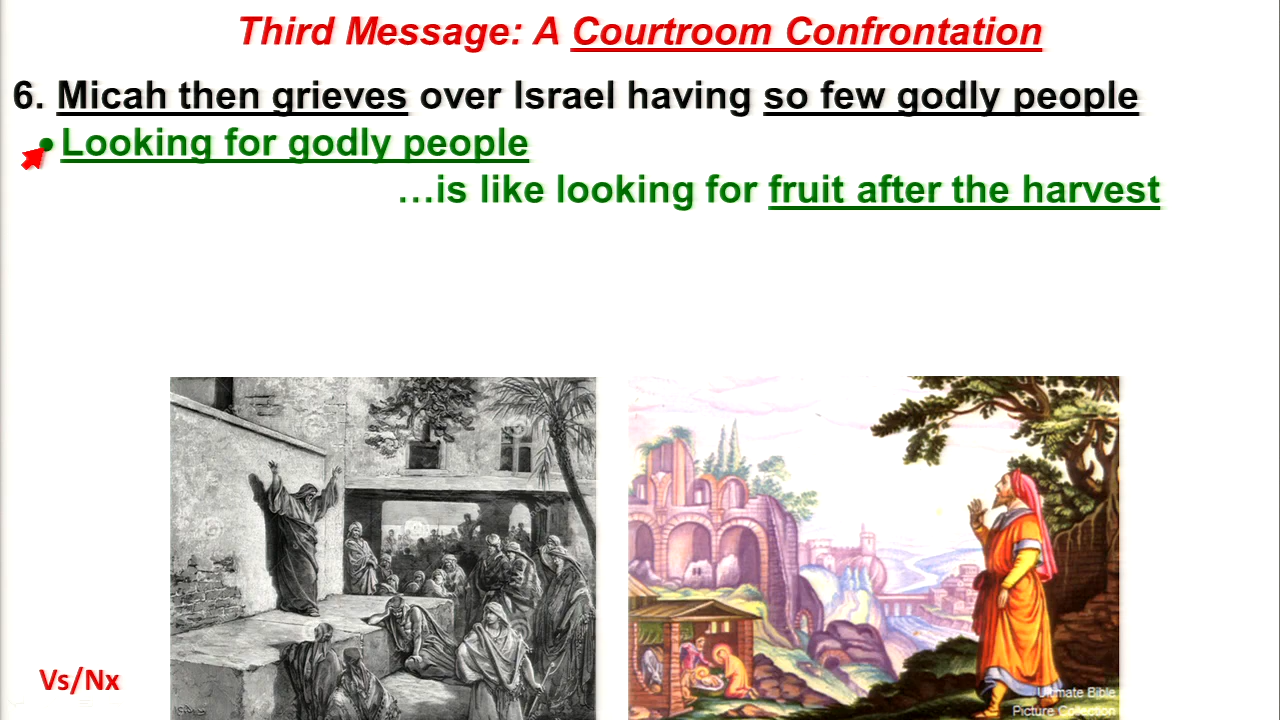 Third Message: A Courtroom Confrontation
6. Micah then grieves over Israel having so few godly people
• Looking for godly people
…is like looking for fruit after the harvest
Vs/Nx
Ultimate Bible
Picture Collection